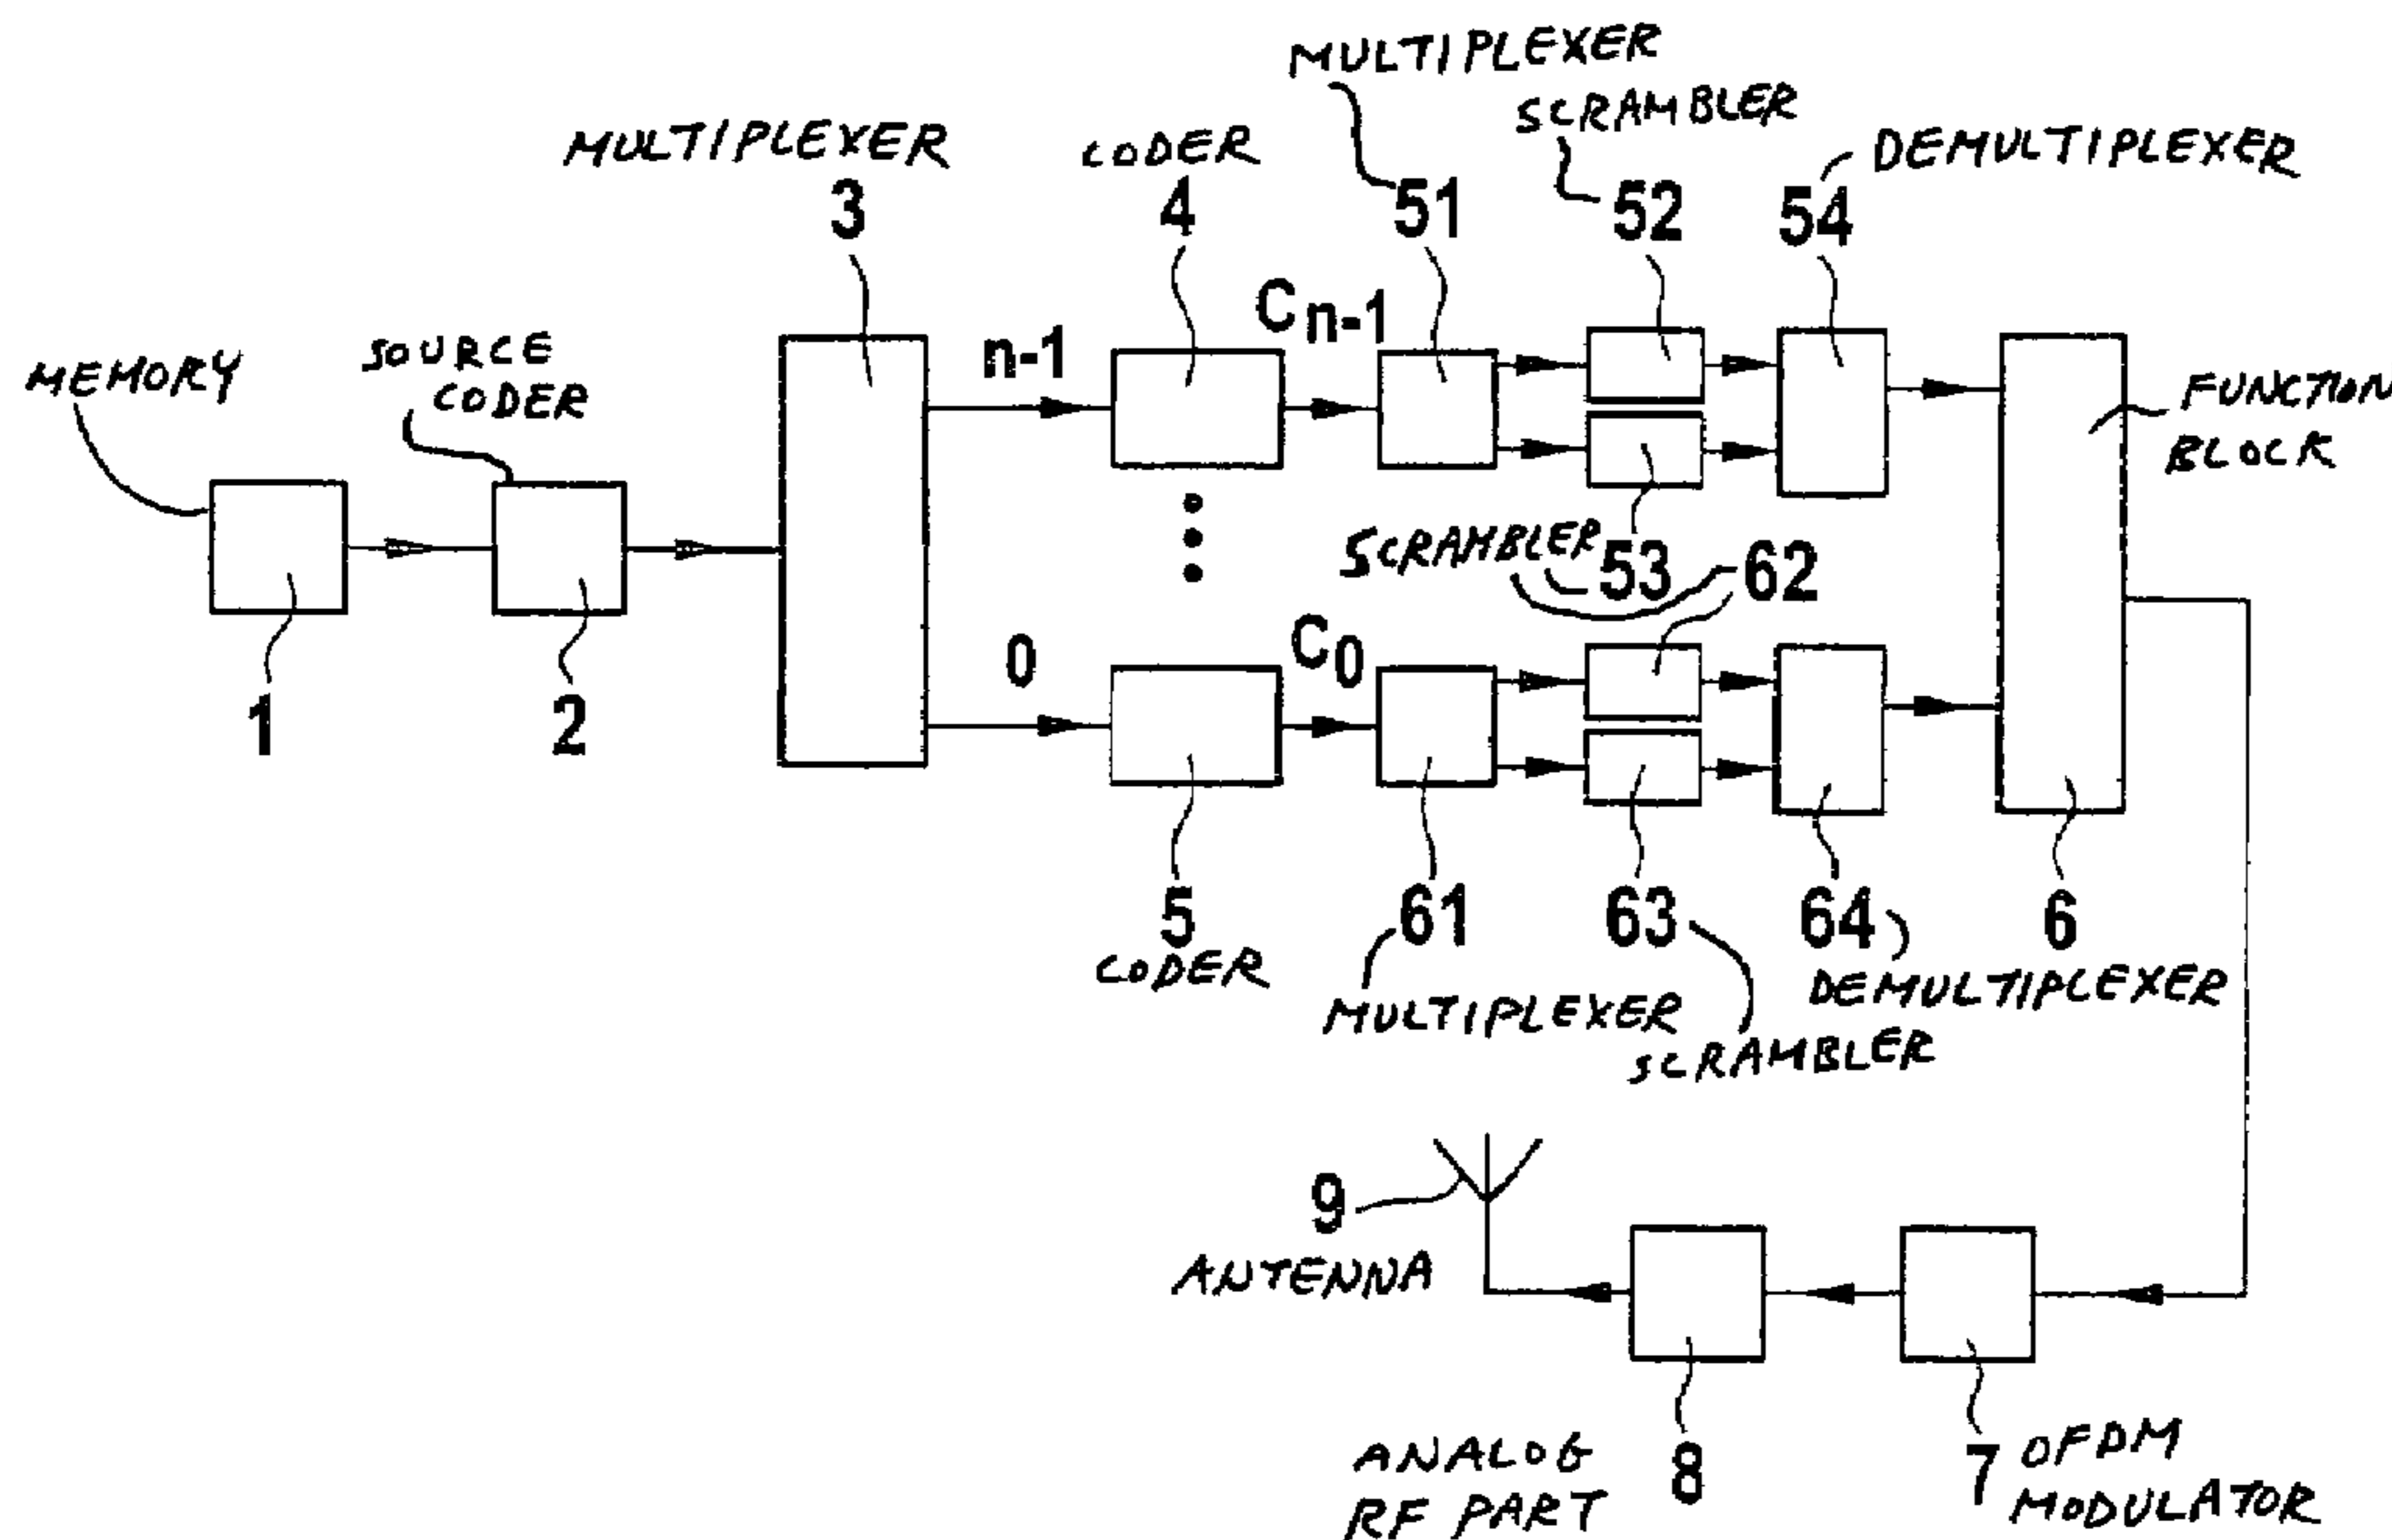 MULTIPLEXER
SCRAMBLER
MULTIPLEXER
CODER
DEMULTIPLEXER
3
4
51
52
54
Cn-1
n-1
MEMORY
SOURCE
CODER
FUNCTION
BLOCK
SCRAMBLER
53
62
0
C0
1
2
5
61
63
64
6
CODER
MULTIPLEXER
DEMULTIPLEXER
SCRAMBLER
9
ANTENNA
8
7
ANALOG
RF PART
OFDM
MODULATOR